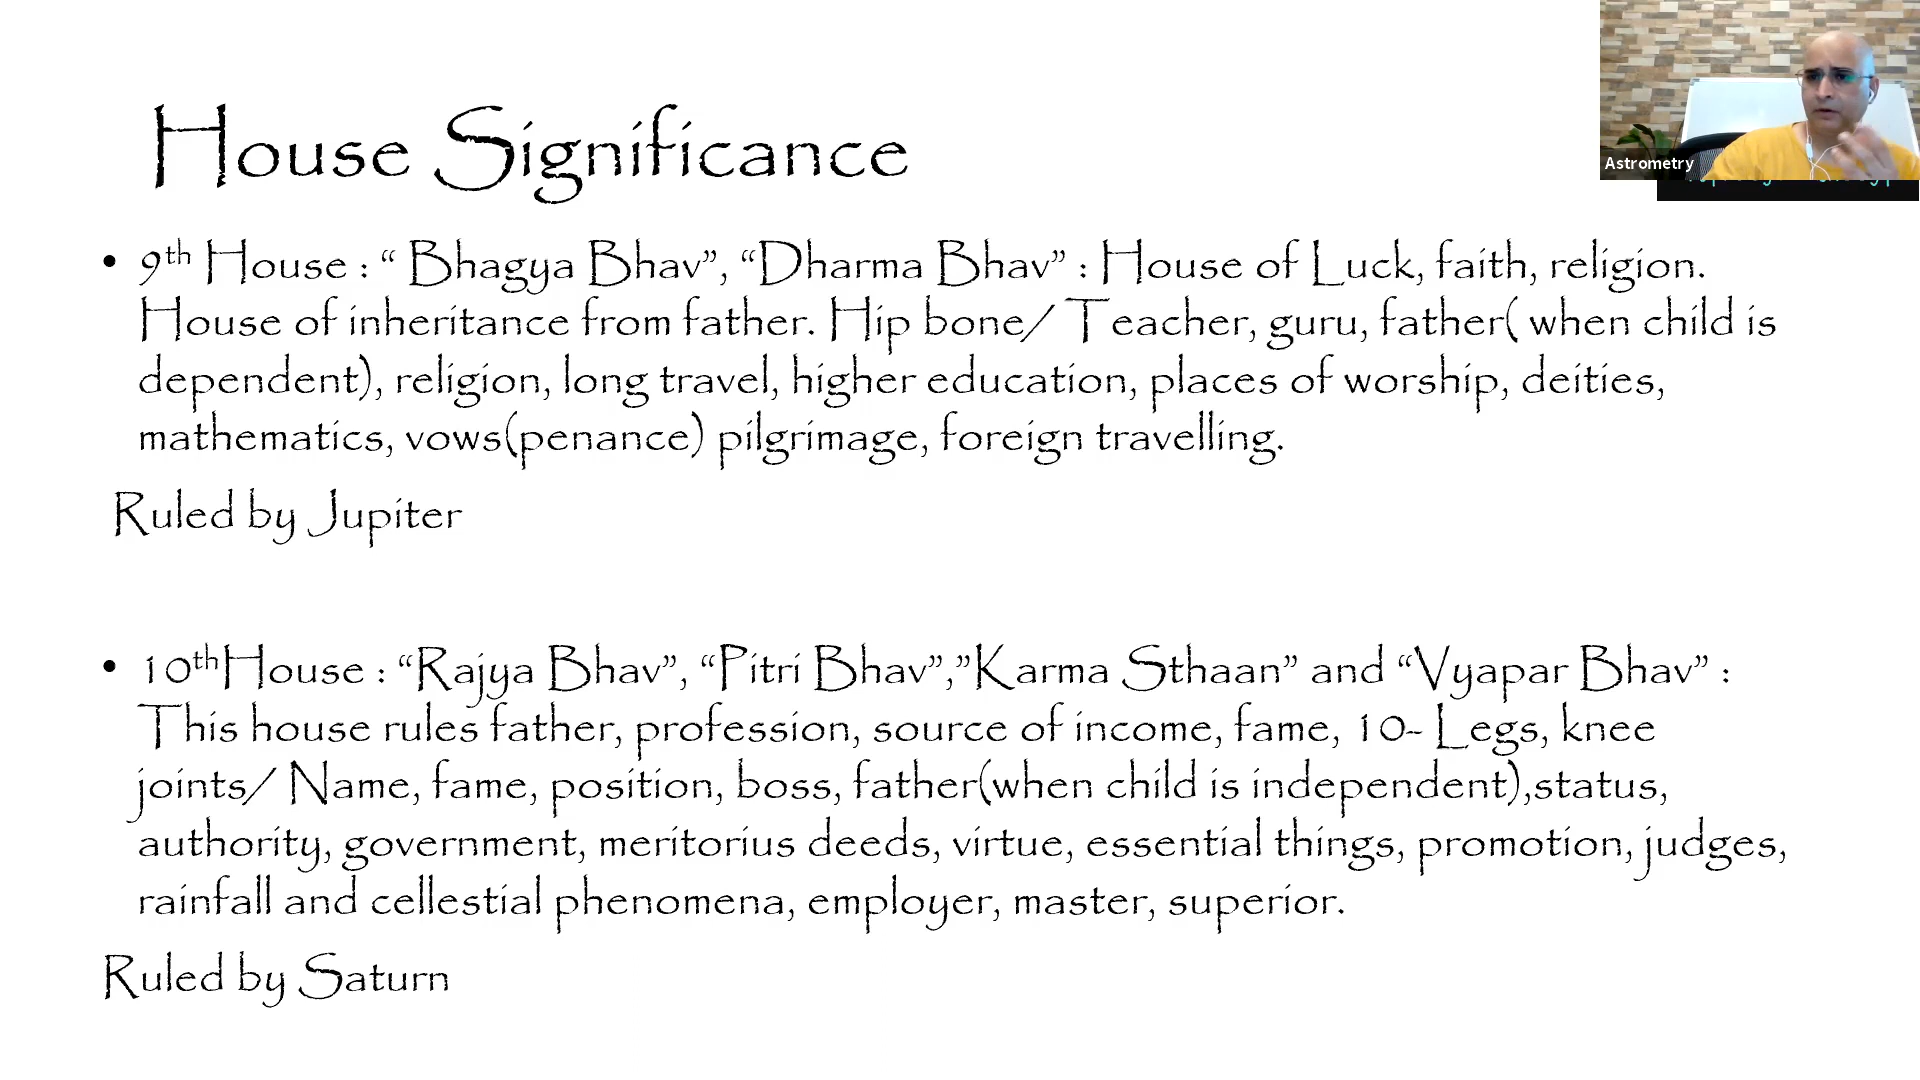 House Significance
• 9th House : “ Bhagya Bhav”, “Dharma Bhav” : House of Luck, faith, religion.
House of inheritance from father. Hip bone/ Teacher, guru, father( when child is
dependent), religion, long travel, higher education, places of worship, deities,
mathematics, vows(penance) pilgrimage, foreign travelling.
Ruled by Jupiter
• 10thHouse : “Rajya Bhav”, “Pitri Bhav”,”Karma Sthaan” and “Vyapar Bhav” :
This house rules father, profession, source of income, fame, 10- Legs, knee
joints/ Name, fame, position, boss, father(when child is independent),status,
authority, government, meritorius deeds, virtue, essential things, promotion, judges,
rainfall and cellestial phenomena, employer, master, superior.
Ruled by Saturn
Astrometry